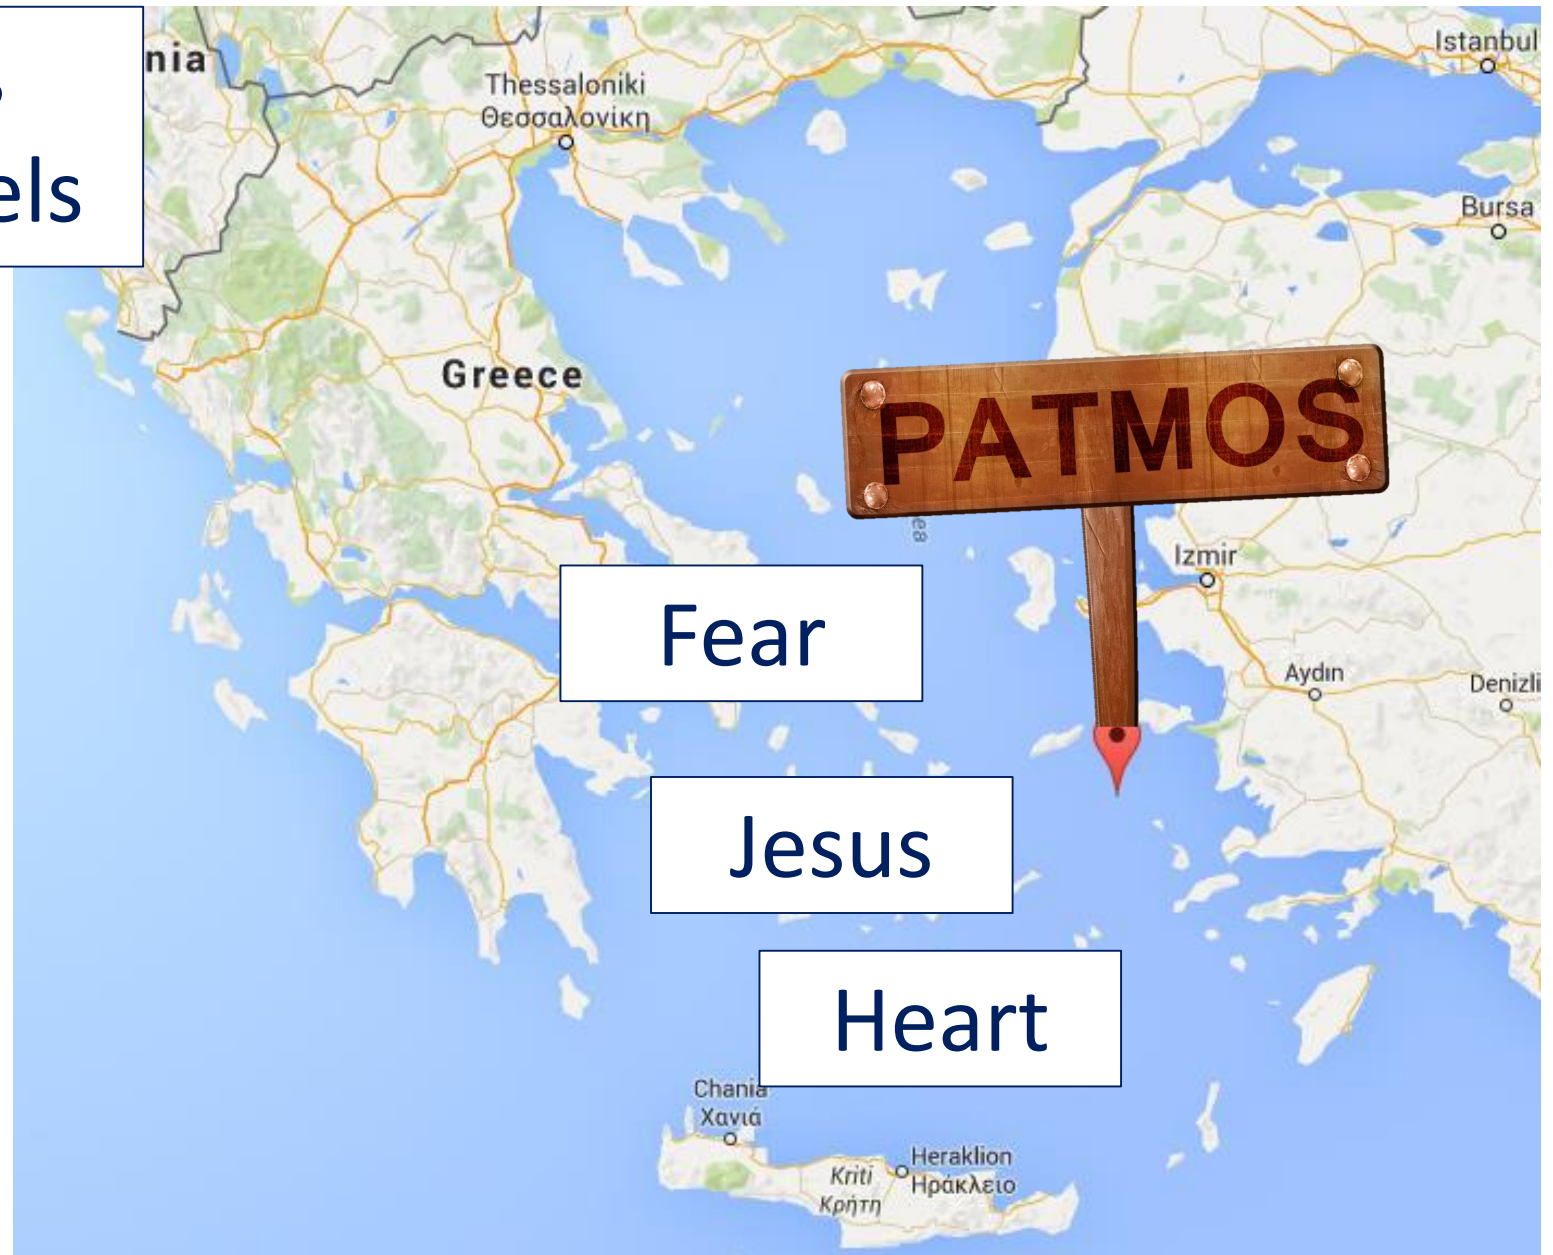 els
nia
Thessaloniki
Θεσσαλονίκη
Istanbul
Bursa
Greece
PATMOS
ea
Izmir
Fear
Aydın
Denizli
Jesus
Heart
Chania
Χανιά
Heraklion
Ηράκλειο
Kriti
Κρήτη